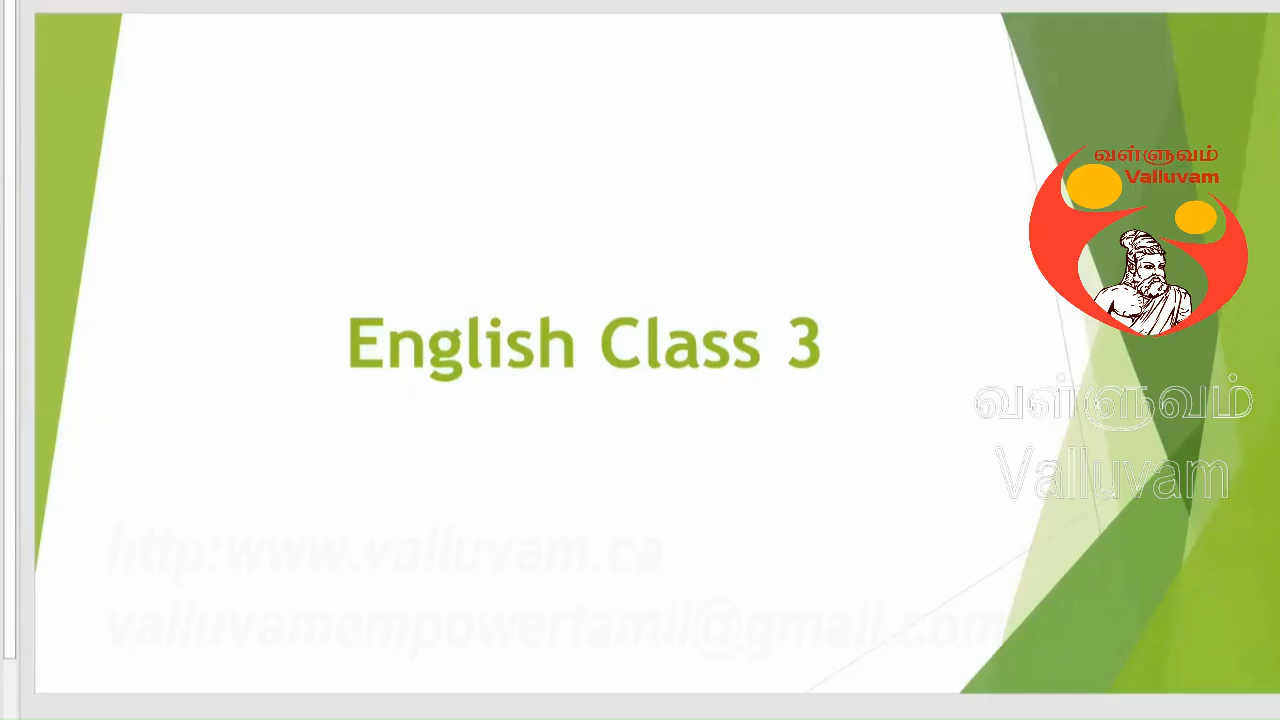 வள்ளுவம்
Valluvam
English Class 3
வள்ளுவம்
Valluvam
http:www.valluvam.ca
valluvamempowertamil@gmail.com